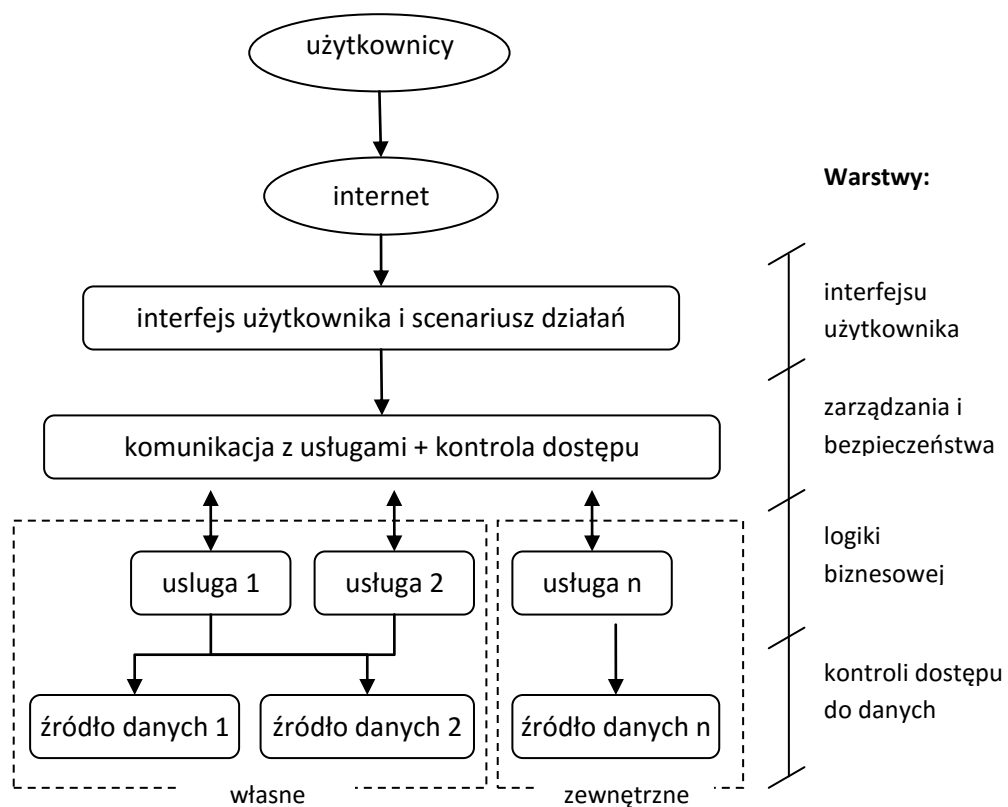 użytkownicy
internet
Warstwy:
interfejs użytkownika i scenariusz działań
interfejsu
użytkownika
komunikacja z usługami + kontrola dostępu
zarządzania i
bezpieczeństwa
usluga 1
usługa 2
usługa n
logiki
biznesowej
źródło danych 1
źródło danych 2
źródło danych n
kontroli dostępu
do danych
własne
zewnętrzne